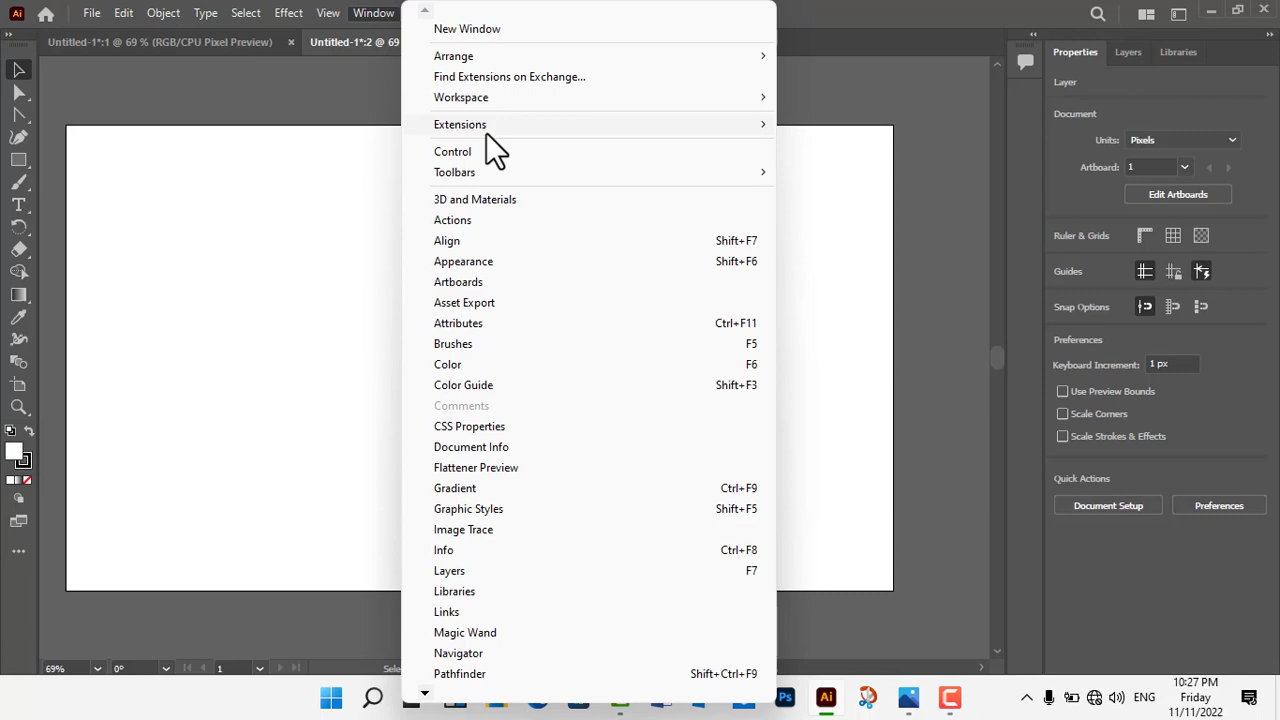 Ai File Edit Object Type Select Effect View Window
Untitled-1*:1 @ 69 % (RGB/CPU Pixel Preview) × Untitled-1*:2 @ 69
New Window
Arrange
Find Extensions on Exchange...
Workspace
Extensions
Control
Toolbars
3D and Materials
Actions
Align Shift+F7
Appearance Shift+F6
Artboards
Asset Export
Attributes Ctrl+F11
Brushes F5
Color F6
Color Guide Shift+F3
Comments
CSS Properties
Document Info
Flattener Preview
Gradient Ctrl+F9
Graphic Styles Shift+F5
Image Trace
Info Ctrl+F8
Layers F7
Libraries
Links
Magic Wand
Navigator
Pathfinder Shift+Ctrl+F9
Properties Layers Libraries
Layer
Document
Units: Pixels
Artboard: 1
Edit Artboards
Ruler & Grids
Guides
Snap Options
Preferences
Keyboard Increment: 1 px
Use Preview Bounds
Scale Corners
Scale Strokes & Effects
Quick Actions
Document Setup Preferences
69% 0° 1 Selec
Ps Ai ENG
10:27 PM
Friday
11/11/2022